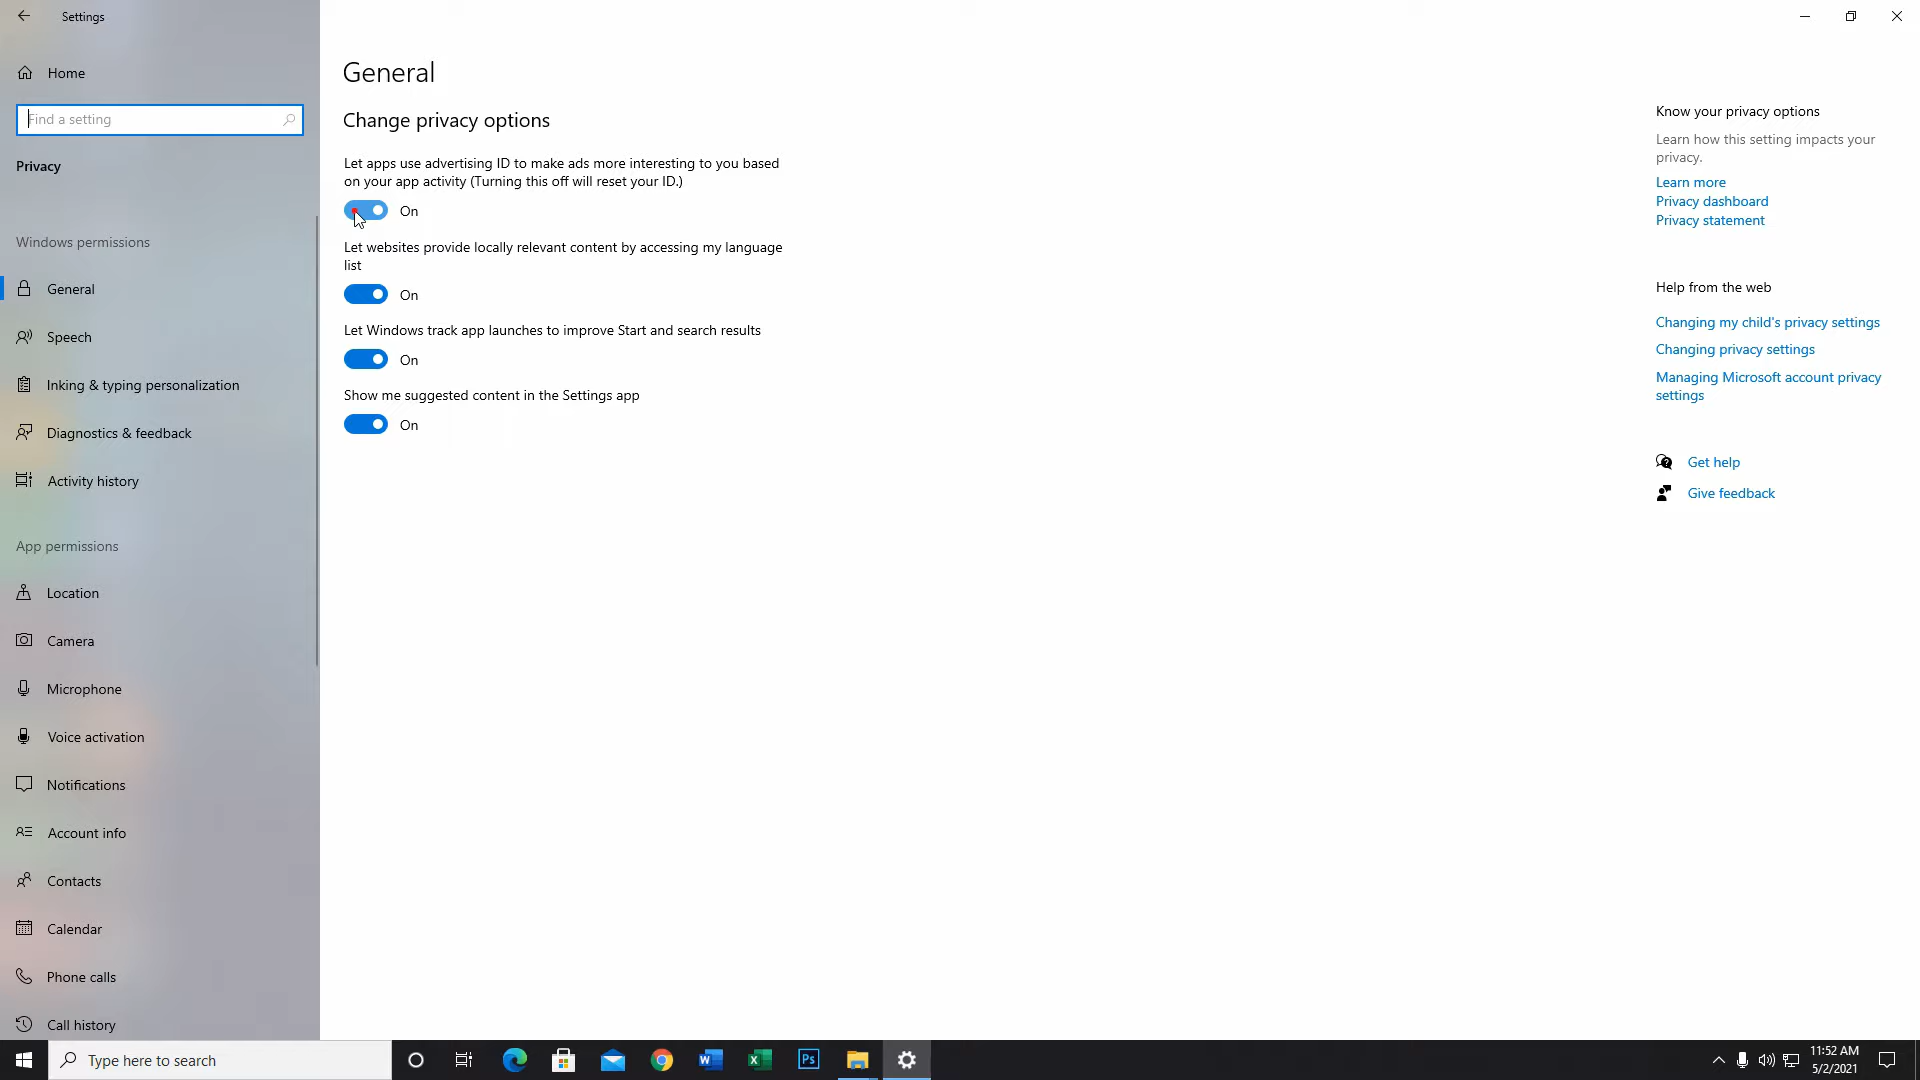 Settings
Home
Find a setting
Privacy
Windows permissions
General
Speech
Inking & typing personalization
Diagnostics & feedback
Activity history
App permissions
Location
Camera
Microphone
Voice activation
Notifications
Account info
Contacts
Calendar
Phone calls
Call history
General
Change privacy options
Let apps use advertising ID to make ads more interesting to you based
on your app activity (Turning this off will reset your ID.)
On
Let websites provide locally relevant content by accessing my language
list
On
Let Windows track app launches to improve Start and search results
On
Show me suggested content in the Settings app
On
Know your privacy options
Learn how this setting impacts your
privacy.
Learn more
Privacy dashboard
Privacy statement
Help from the web
Changing my child's privacy settings
Changing privacy settings
Managing Microsoft account privacy
settings
Get help
Give feedback
Type here to search
Ps
11:52 AM
5/2/2021